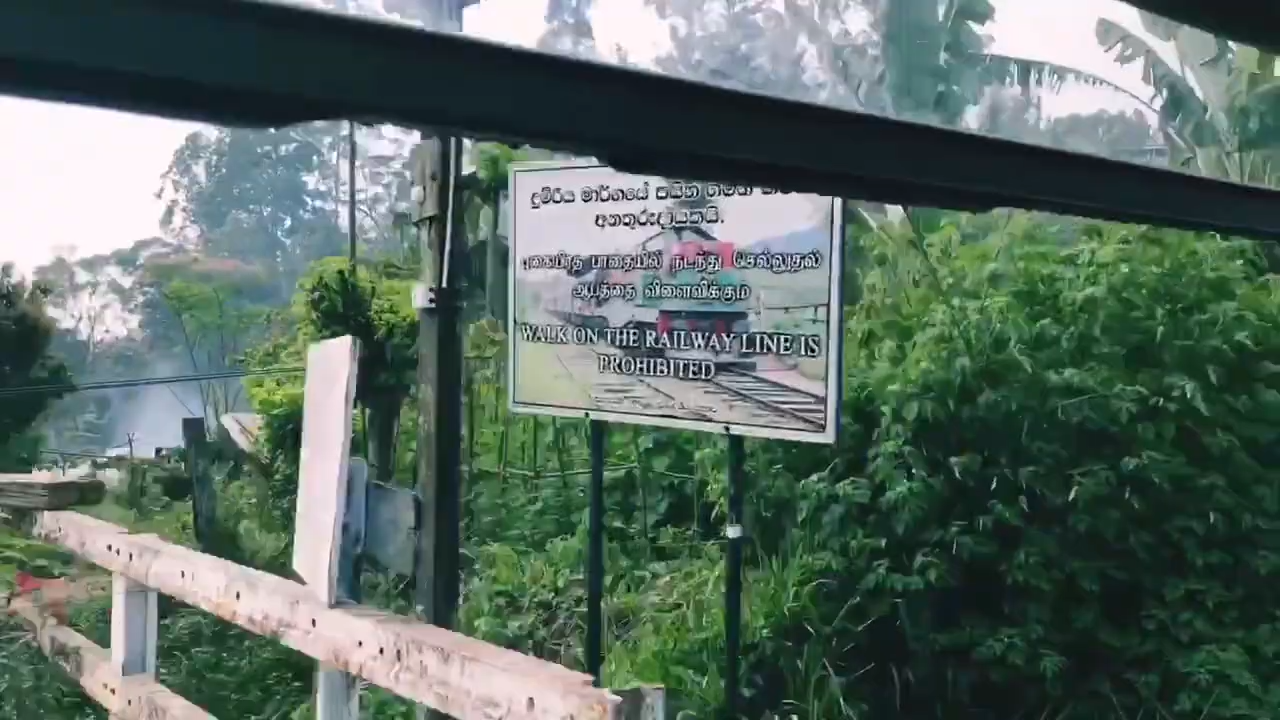 දුම්රිය මාර්ගයේ පයින් ගමන්
අනතුරුදායකයි.
புகையிரத பாதையில் நடந்து செல்லுதல்
ஆபத்தை விளைவிக்கும்
WALK ON THE RAILWAY LINE IS
PROHIBITED